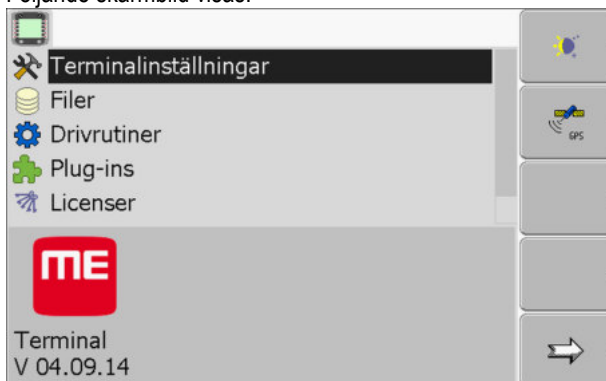 Följande skärmbild visas:
Terminalinställningar
Filer
Drivrutiner
Plug-ins
Licenser
GPS
ME
Terminal
V 04.09.14